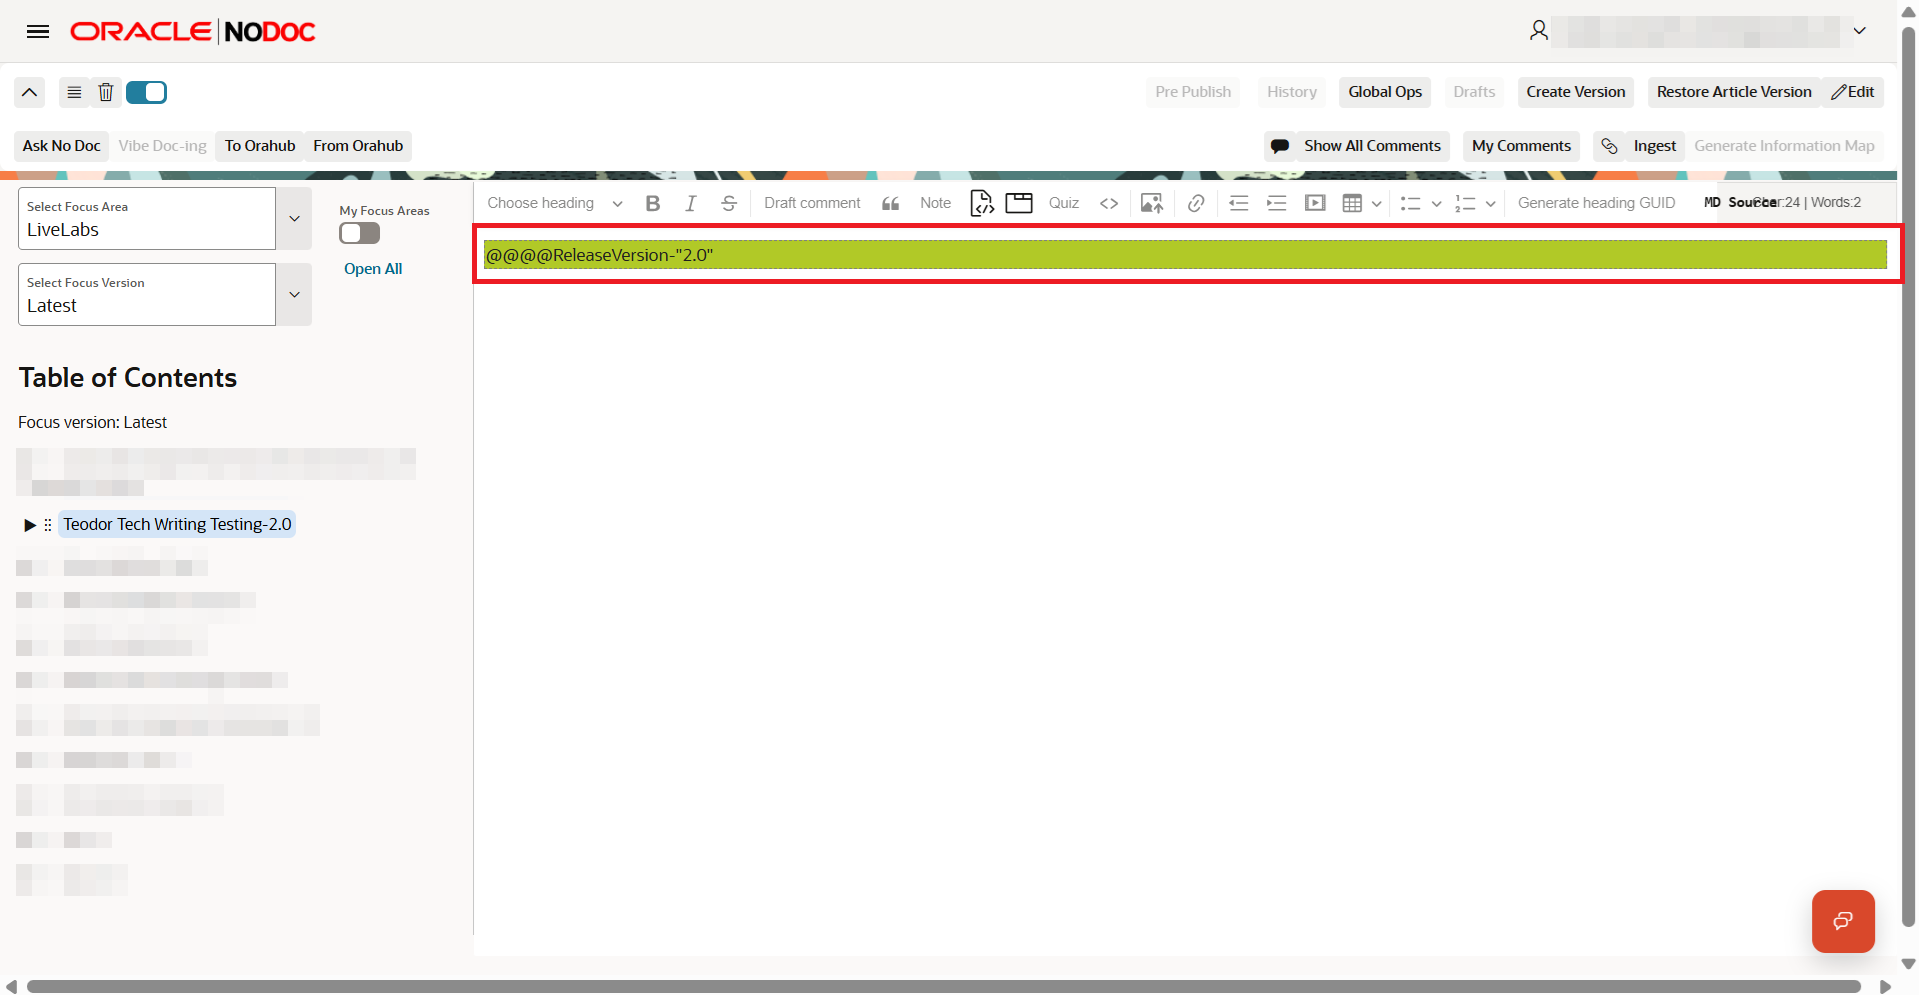 ORACLE NODOC
Pre Publish History Global Ops Drafts Create Version Restore Article Version Edit
Ask No Doc Vibe Doc-ing To Orahub From Orahub Show All Comments My Comments Ingest Generate Information Map
Select Focus Area
LiveLabs
My Focus Areas
Open All
Select Focus Version
Latest
Table of Contents
Focus version: Latest
Teodor Tech Writing Testing-2.0
Choose heading B I S Draft comment Note Quiz Generate heading GUID MD Source Char:24 | Words:2
@@@@ReleaseVersion-"2.0"